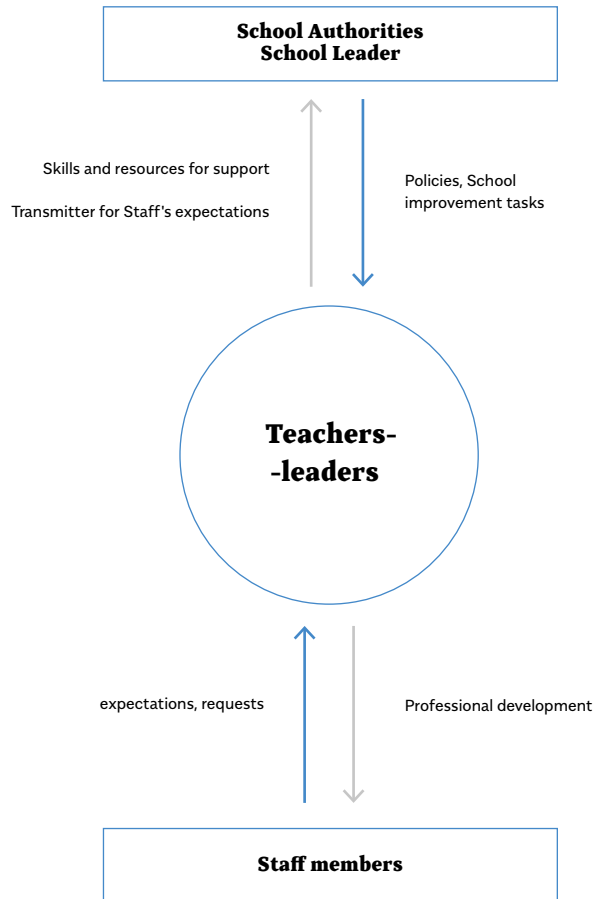 School Authorities
School Leader
Skills and resources for support
Transmitter for Staff's expectations
Policies, School
improvement tasks
Teachers-
-leaders
expectations, requests
Professional development
Staff members